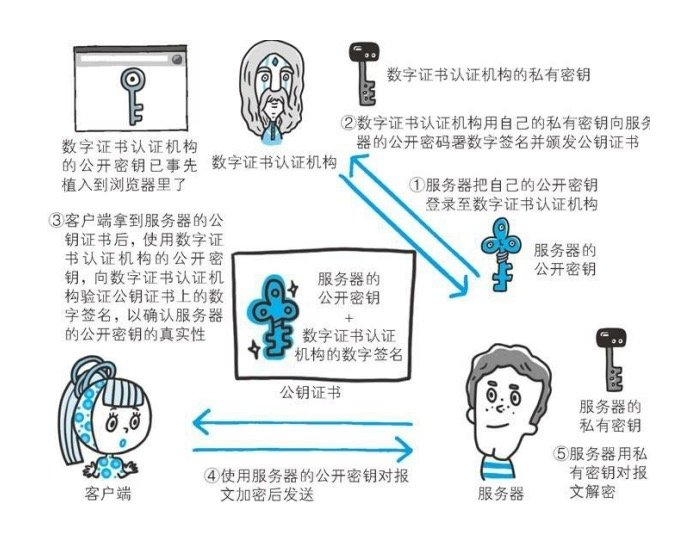 数字证书认证机构的私有密钥
②数字证书认证机构用自己的私有密钥向服务
器的公开密码署数字签名并颁发公钥证书
数字证书认证机构
的公开密钥已事先
植入到浏览器里了
数字证书认证机构
①服务器把自己的公开密钥
登录至数字证书认证机构
③客户端拿到服务器的公
钥证书后，使用数字证
书认证机构的公开密
钥，向数字证书认证机
构验证公钥证书上的数
字签名，以确认服务器
的公开密钥的真实性
服务器的
公开密钥
服务器的
公开密钥
+
数字证书认证
机构的数字签名
公钥证书
服务器的
私有密钥
⑤服务器用私
有密钥对报
文解密
④使用服务器的公开密钥对报
文加密后发送
客户端
服务器